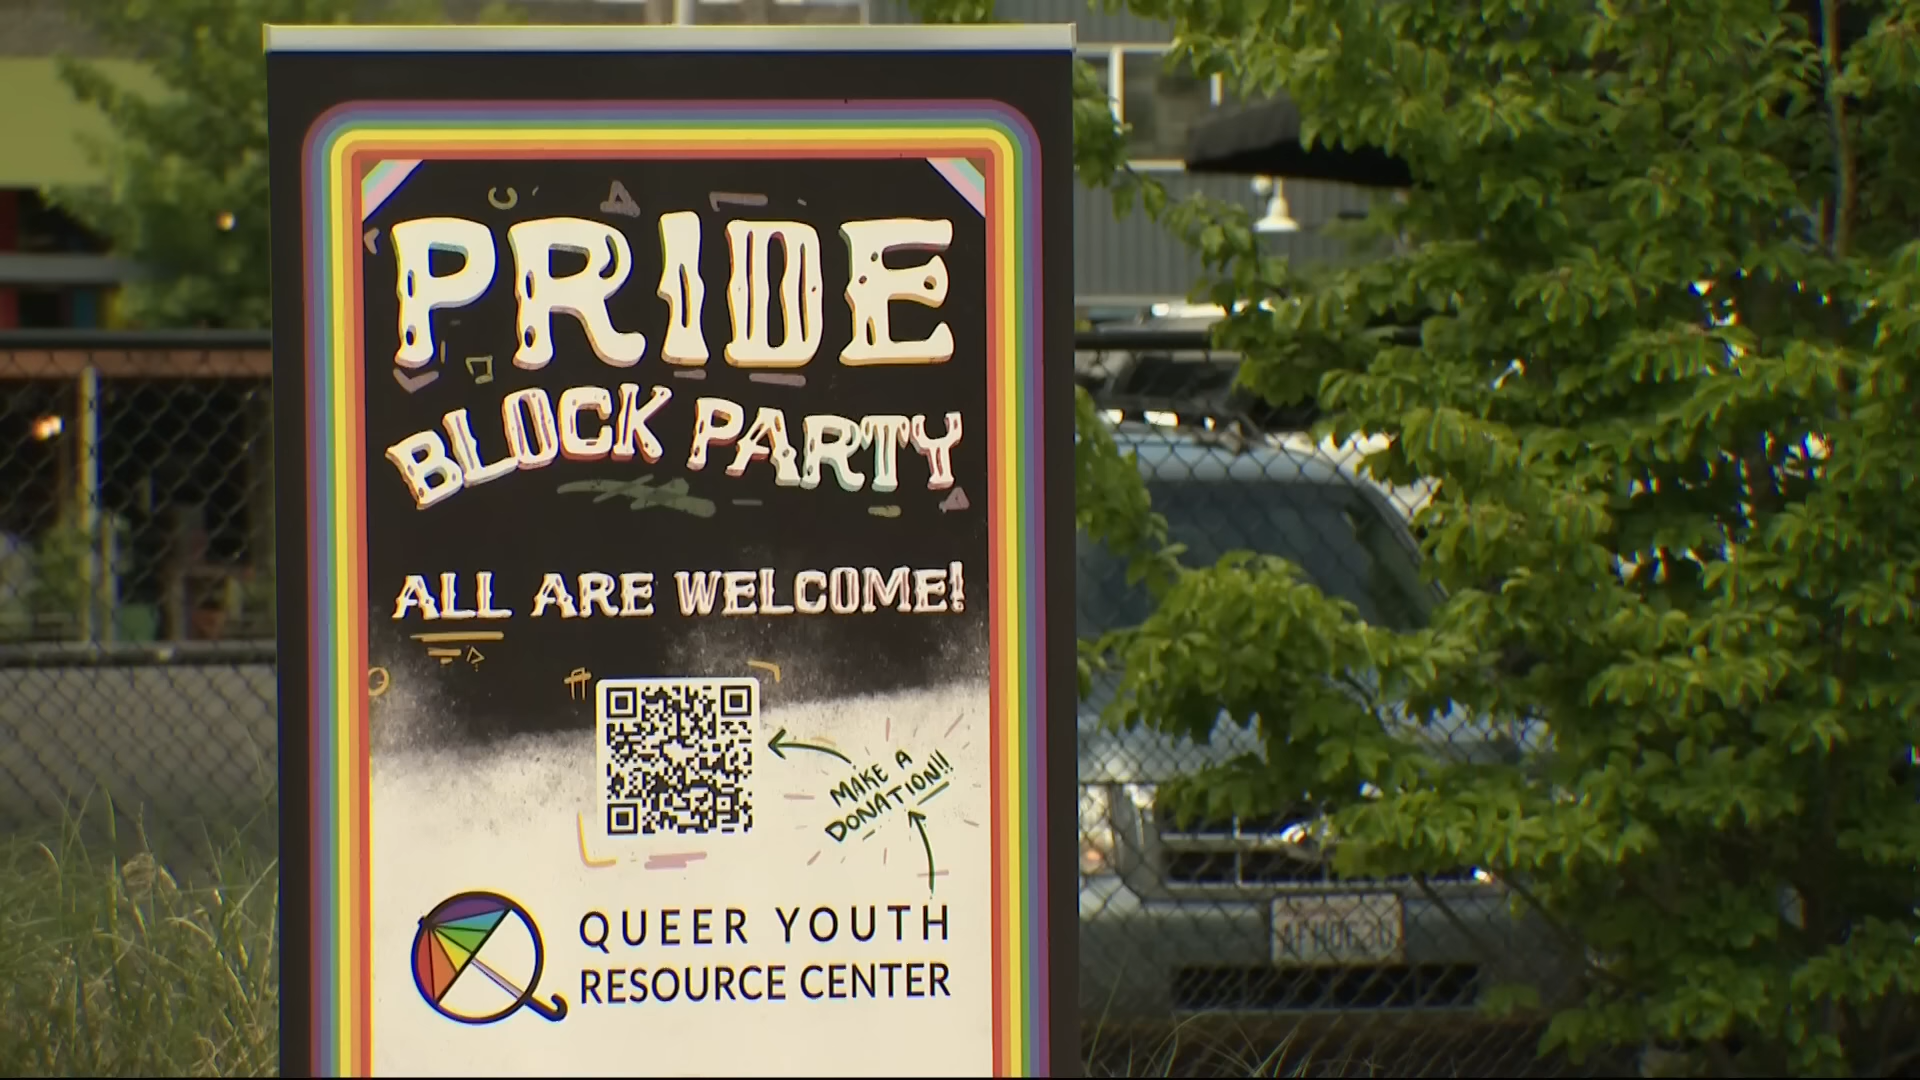 PRIDE
BLOCK PARTY
ALL ARE WELCOME!
MAKE A
DONATION!!
QUEER YOUTH
RESOURCE CENTER